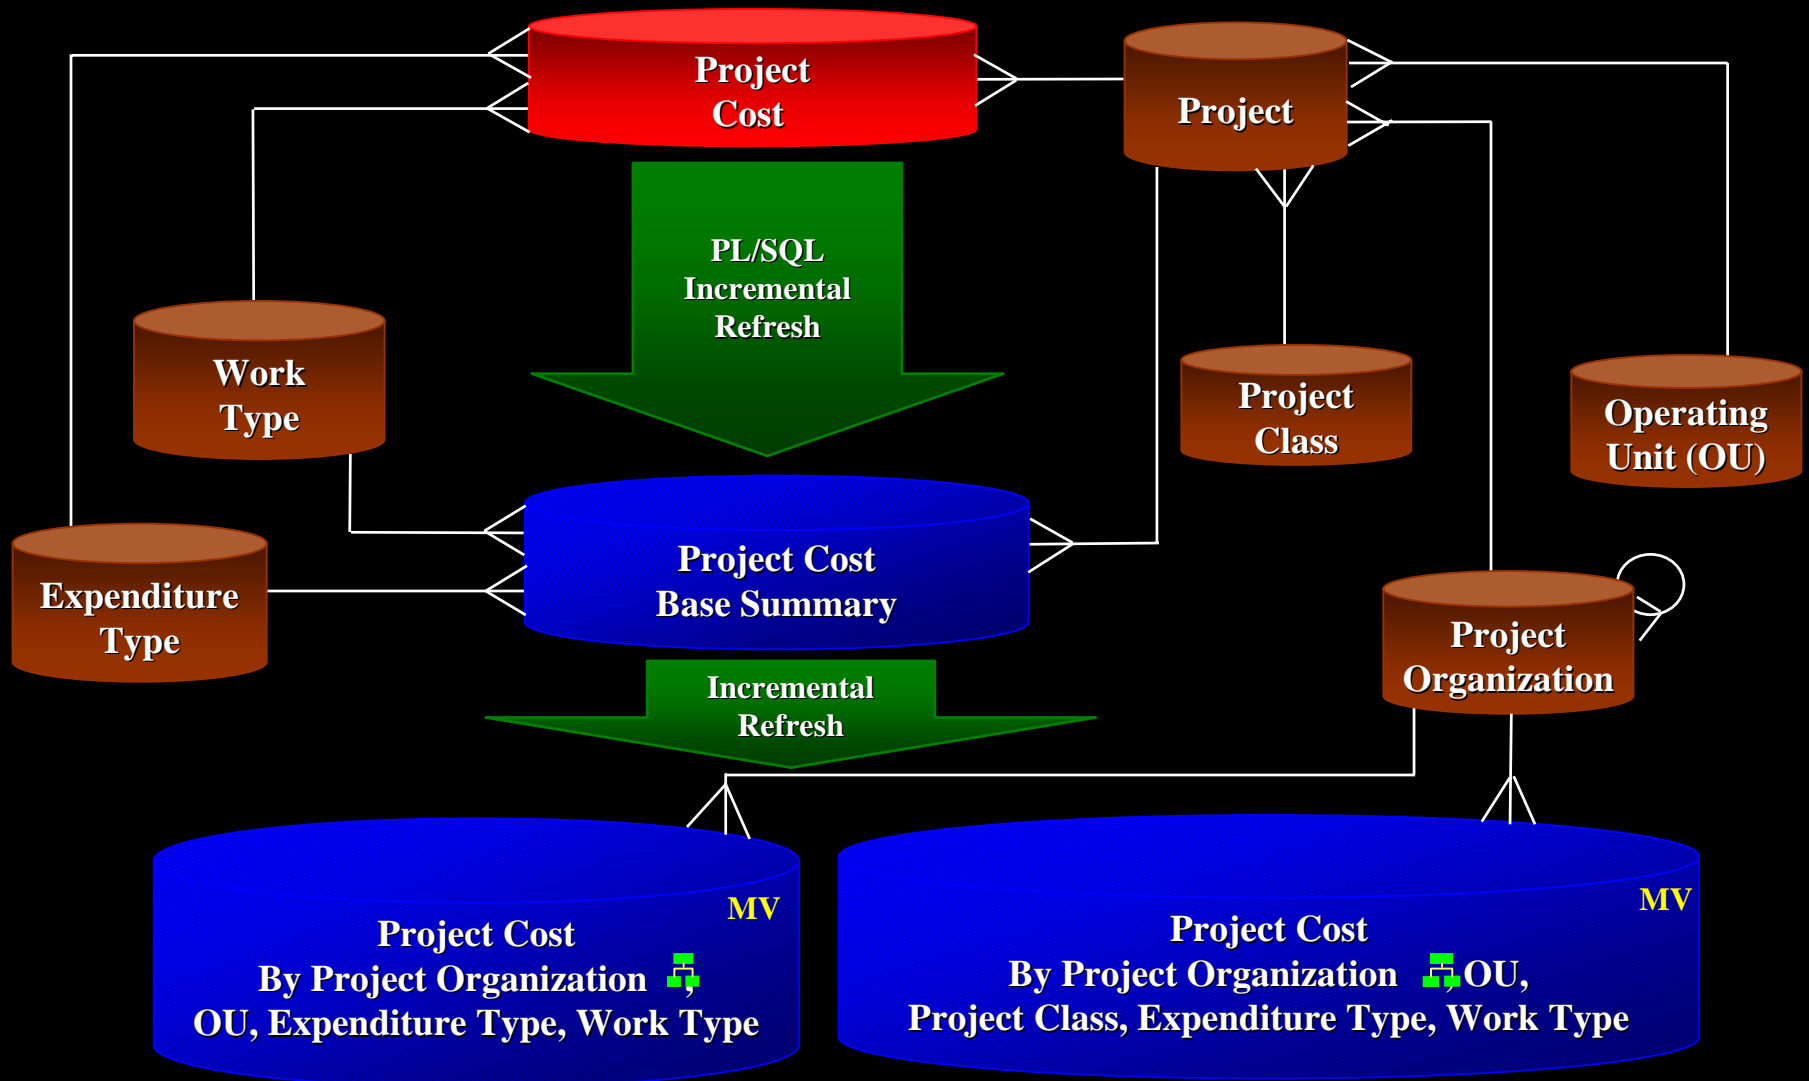 Project
Cost
Project
PL/SQL
Incremental
Refresh
Work
Type
Project
Class
Operating
Unit (OU)
Expenditure
Type
Project Cost
Base Summary
Project
Organization
Incremental
Refresh
MV
Project Cost
By Project Organization ,
OU, Expenditure Type, Work Type
MV
Project Cost
By Project Organization , OU,
Project Class, Expenditure Type, Work Type